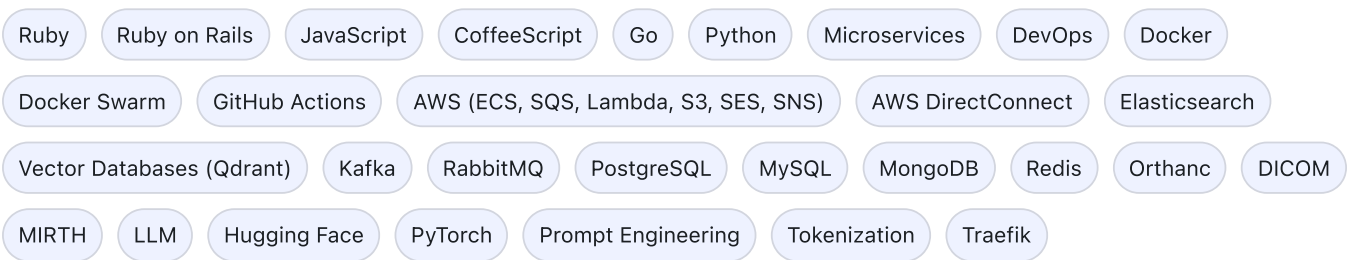 Ruby Ruby on Rails JavaScript CoffeeScript Go Python Microservices DevOps Docker
Docker Swarm GitHub Actions AWS (ECS, SQS, Lambda, S3, SES, SNS) AWS DirectConnect Elasticsearch
Vector Databases (Qdrant) Kafka RabbitMQ PostgreSQL MySQL MongoDB Redis Orthanc DICOM
MIRTH LLM Hugging Face PyTorch Prompt Engineering Tokenization Traefik